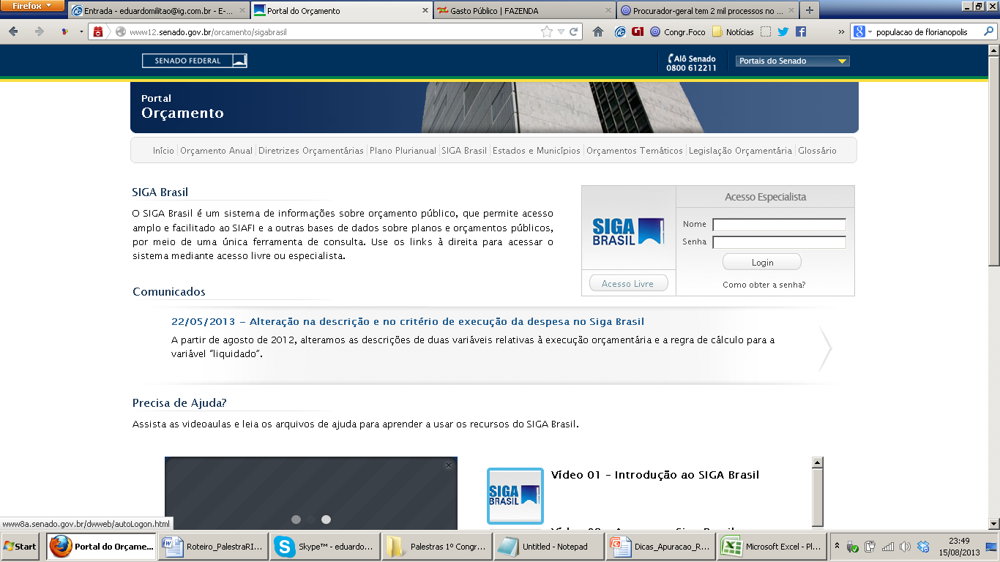 Firefox
Entrada - eduardomilitao@ig.com.br - E-...
Portal do Orçamento
Gasto Público | FAZENDA
Procurador-geral tem 2 mil processos no ...
www12.senado.gov.br/orcamento/sigabrasil
G1
Congr.Foco
Notícias
»
populacao de florianopolis
SENADO FEDERAL
Alô Senado
0800 612211
Portais do Senado
Portal
Orçamento
Início
Orçamento Anual
Diretrizes Orçamentárias
Plano Plurianual
SIGA Brasil
Estados e Municípios
Orçamentos Temáticos
Legislação Orçamentária
Glossário
SIGA Brasil
O SIGA Brasil é um sistema de informações sobre orçamento público, que permite acesso
amplo e facilitado ao SIAFI e a outras bases de dados sobre planos e orçamentos públicos,
por meio de uma única ferramenta de consulta. Use os links à direita para acessar o
sistema mediante acesso livre ou especialista.
SIGA
BRASIL
Acesso Livre
Acesso Especialista
Nome
Senha
Login
Como obter a senha?
Comunicados
22/05/2013 - Alteração na descrição e no critério de execução da despesa no Siga Brasil
A partir de agosto de 2012, alteramos as descrições de duas variáveis relativas à execução orçamentária e a regra de cálculo para a
variável “liquidado”.
Precisa de Ajuda?
Assista as videoaulas e leia os arquivos de ajuda para aprender a usar os recursos do SIGA Brasil.
SIGA
BRASIL
Vídeo 01 - Introdução ao SIGA Brasil
www8a.senado.gov.br/dwweb/autoLogon.html
Start
Portal do Orçame...
Roteiro_PalestraRI...
Skype™ - eduardo...
Palestras 1º Congr...
Untitled - Notepad
Dicas_Apuracao_R...
Microsoft Excel - Pl...
23:49
15/08/2013